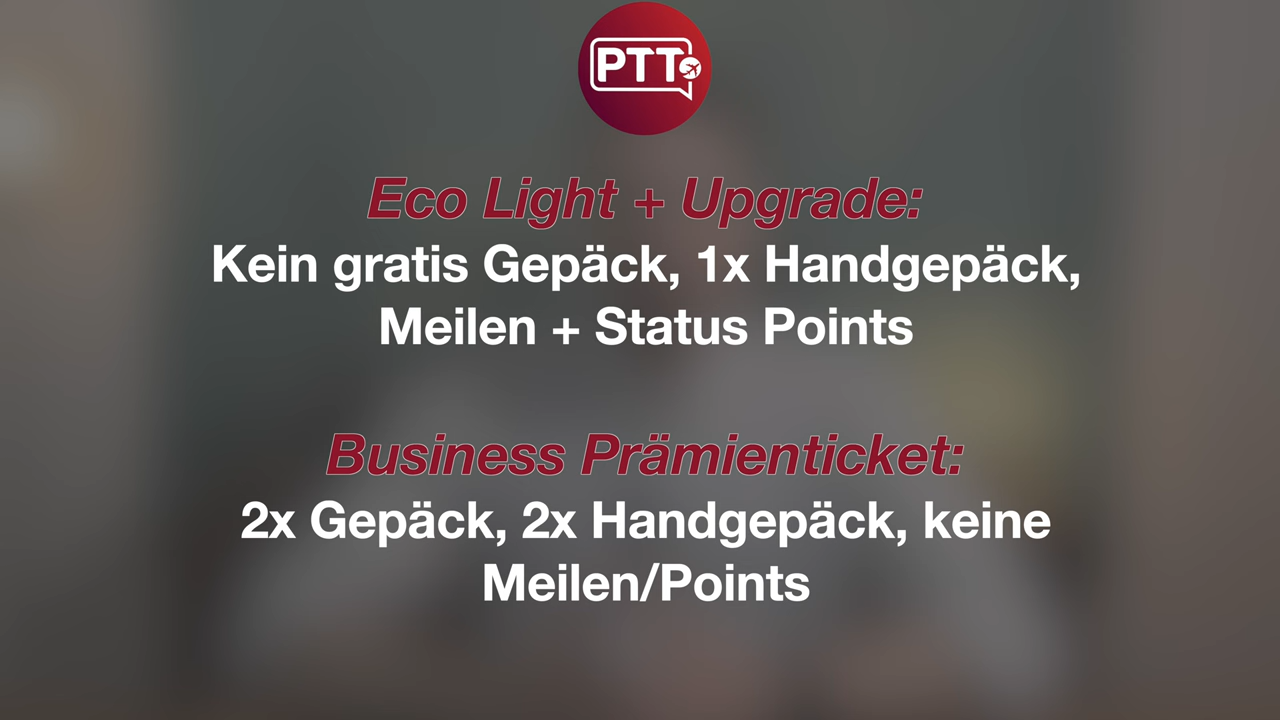 PTT
Eco Light + Upgrade:
Kein gratis Gepäck, 1x Handgepäck,
Meilen + Status Points
Business Prämienticket:
2x Gepäck, 2x Handgepäck, keine
Meilen/Points